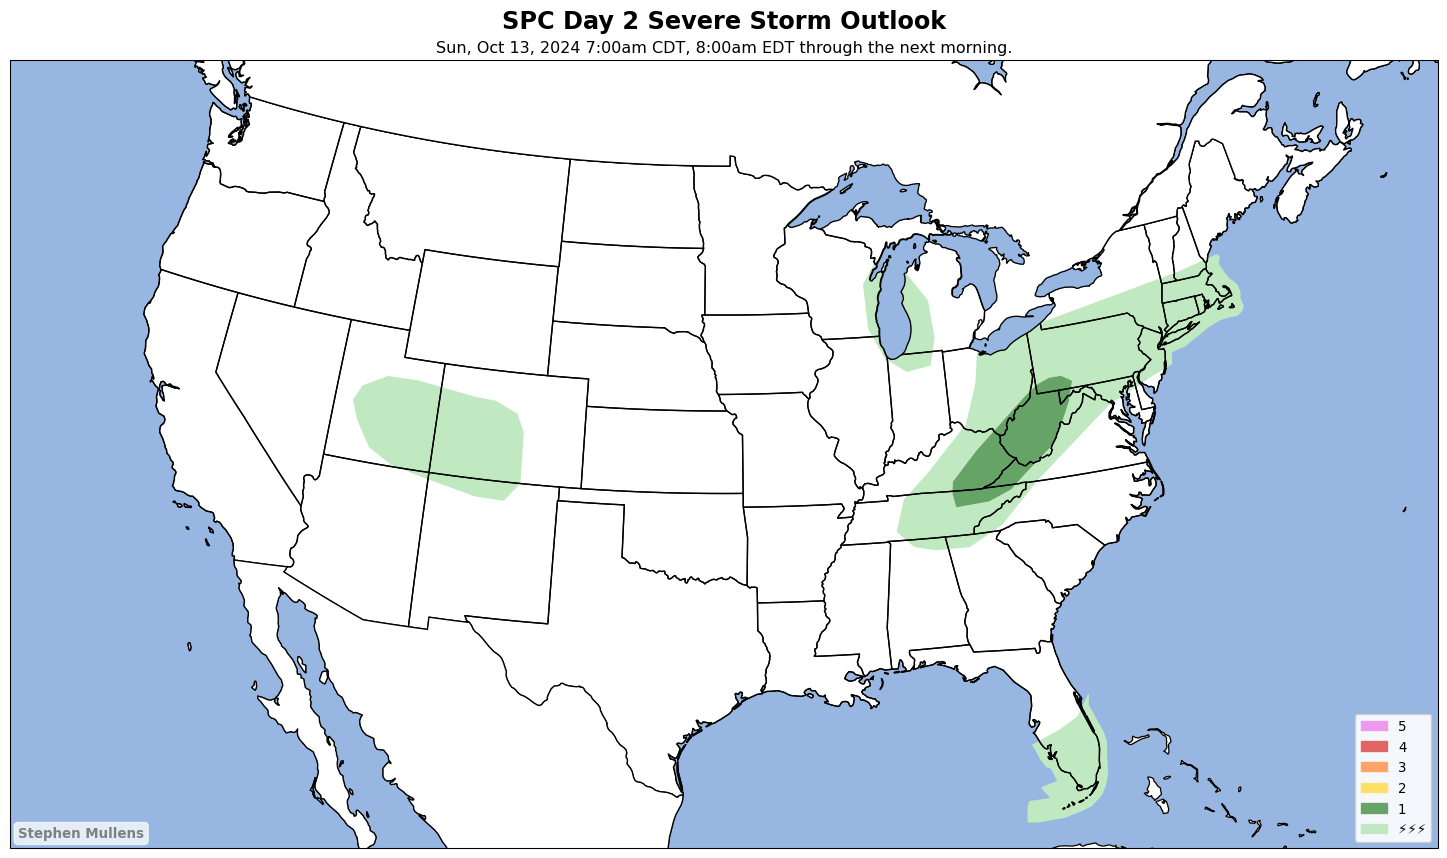 SPC Day 2 Severe Storm Outlook
Sun, Oct 13, 2024 7:00am CDT, 8:00am EDT through the next morning.
5
4
3
2
1
⚡⚡⚡
Stephen Mullens